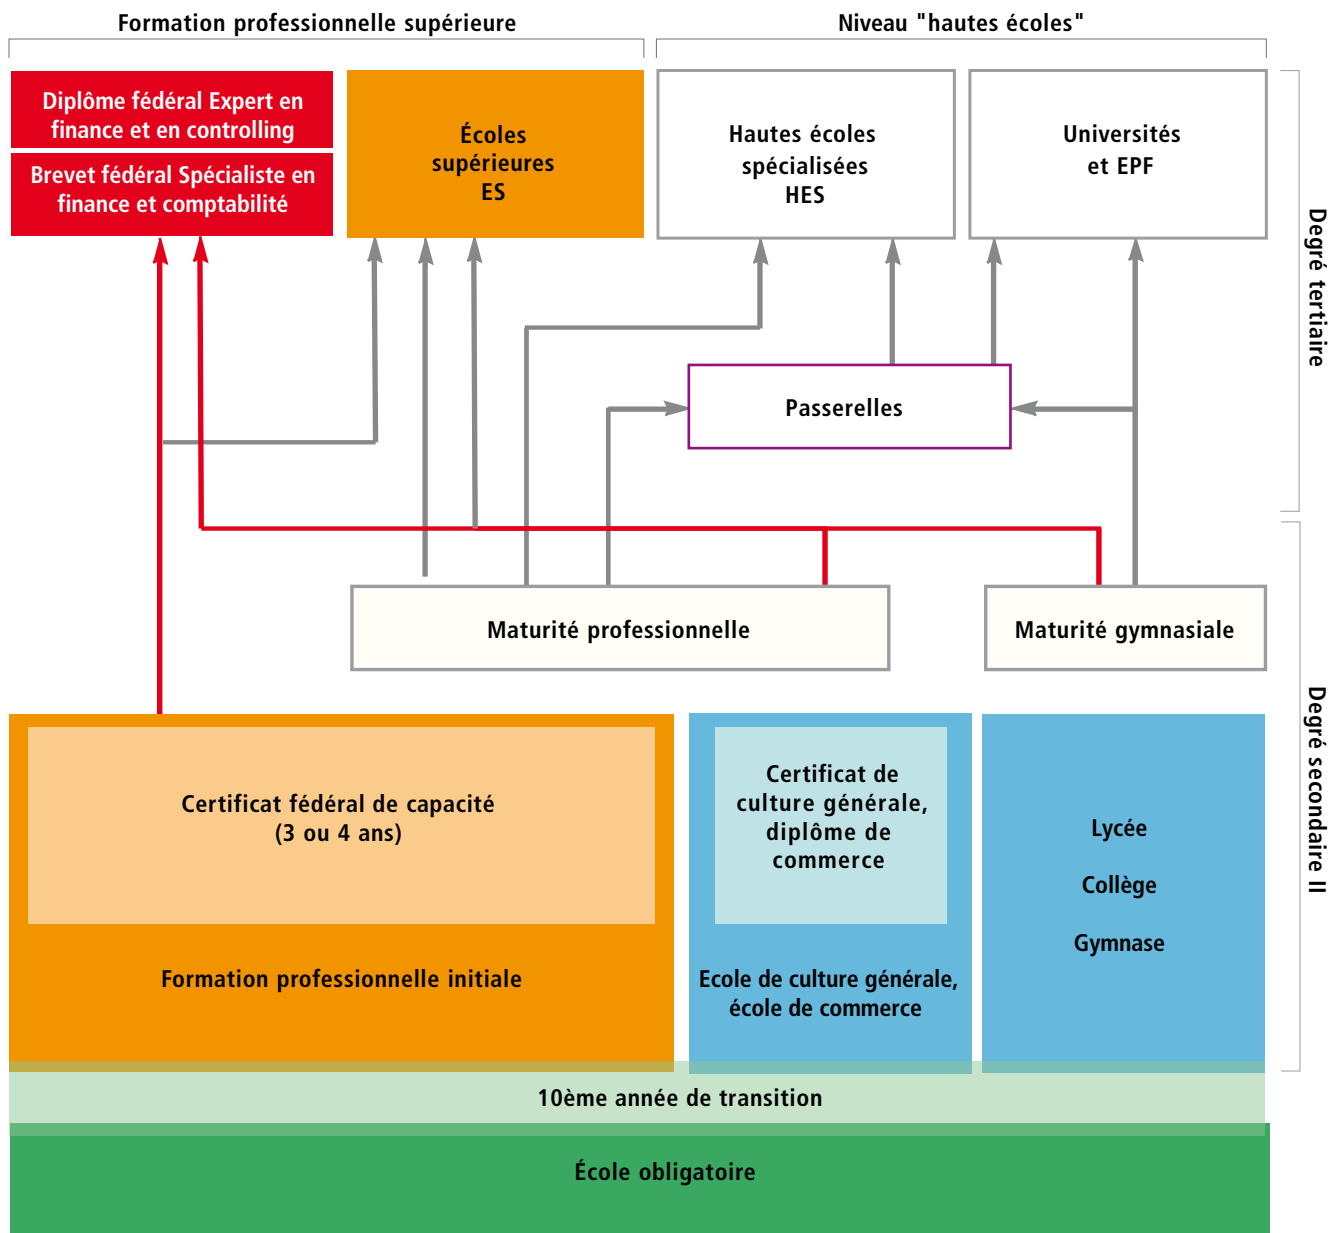 Formation professionnelle supérieure
Niveau "hautes écoles"
Diplôme fédéral Expert en
finance et en controlling
Brevet fédéral Spécialiste en
finance et comptabilité
Écoles
supérieures
ES
Hautes écoles
spécialisées
HES
Universités
et EPF
Degré tertiaire
Passerelles
Maturité professionnelle
Maturité gymnasiale
Degré secondaire II
Certificat fédéral de capacité
(3 ou 4 ans)
Formation professionnelle initiale
Certificat de
culture générale,
diplôme de
commerce
Ecole de culture générale,
école de commerce
Lycée
Collège
Gymnase
10ème année de transition
École obligatoire